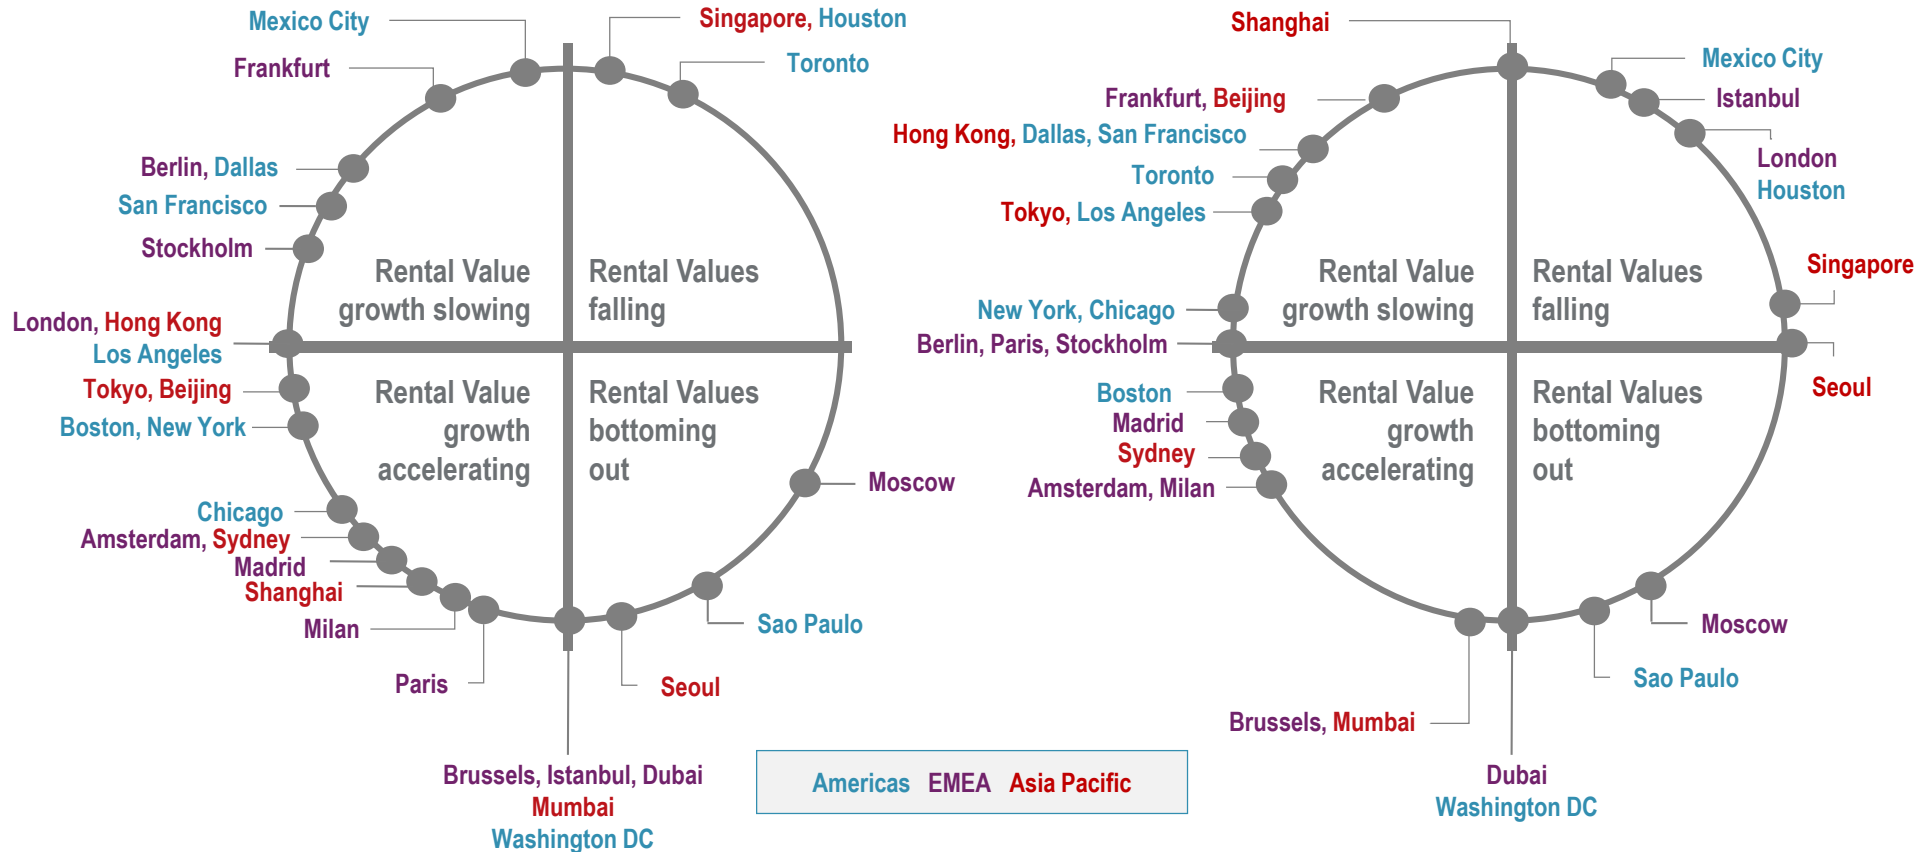 Mexico City
Singapore, Houston
Frankfurt
Toronto
Berlin, Dallas
San Francisco
Stockholm
Rental Value
growth slowing
Rental Values
falling
London, Hong Kong
Los Angeles
Tokyo, Beijing
Boston, New York
Rental Value
growth
accelerating
Rental Values
bottoming
out
Moscow
Chicago
Amsterdam, Sydney
Madrid
Shanghai
Milan
Sao Paulo
Paris
Seoul
Brussels, Istanbul, Dubai
Mumbai
Washington DC
Americas EMEA Asia Pacific
Shanghai
Mexico City
Frankfurt, Beijing
Istanbul
Hong Kong, Dallas, San Francisco
London
Houston
Toronto
Tokyo, Los Angeles
Rental Value
growth slowing
Rental Values
falling
Singapore
New York, Chicago
Berlin, Paris, Stockholm
Seoul
Boston
Madrid
Sydney
Amsterdam, Milan
Rental Value
growth
accelerating
Rental Values
bottoming
out
Moscow
Sao Paulo
Brussels, Mumbai
Dubai
Washington DC